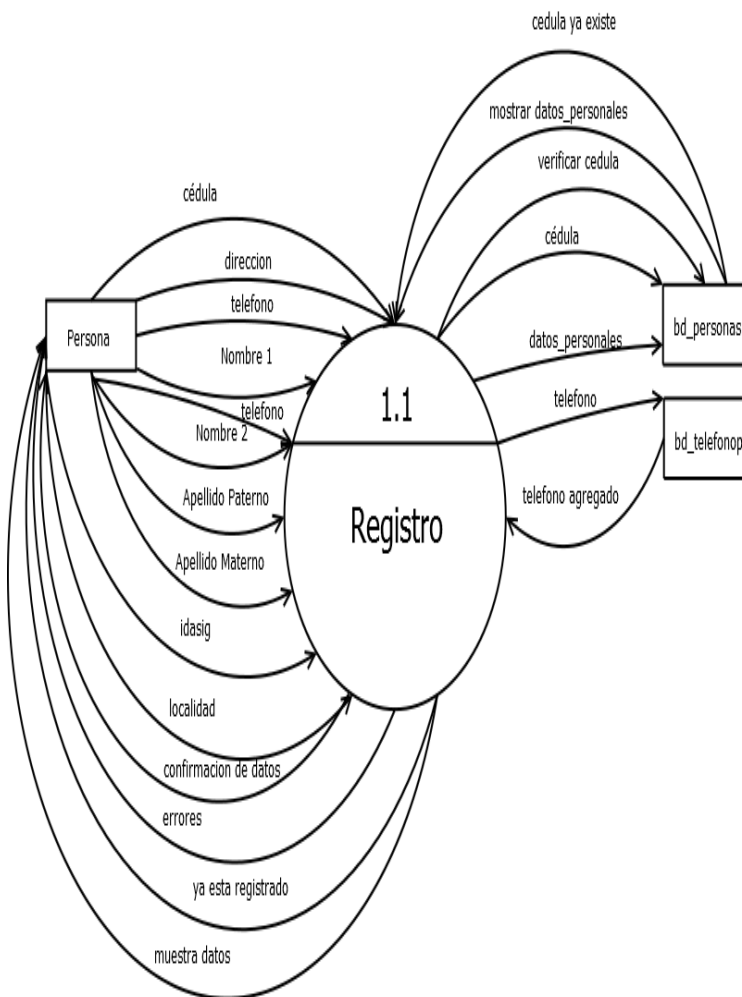 cedula ya existe
mostrar datos_personales
verificar cedula
cédula
cédula
direccion
telefono
Persona
Nombre 1
telefono
Nombre 2
Apellido Paterno
Apellido Materno
idasig
localidad
confirmacion de datos
errores
ya esta registrado
muestra datos
1.1
Registro
datos_personales
bd_personas
telefono
bd_telefonop
telefono agregado